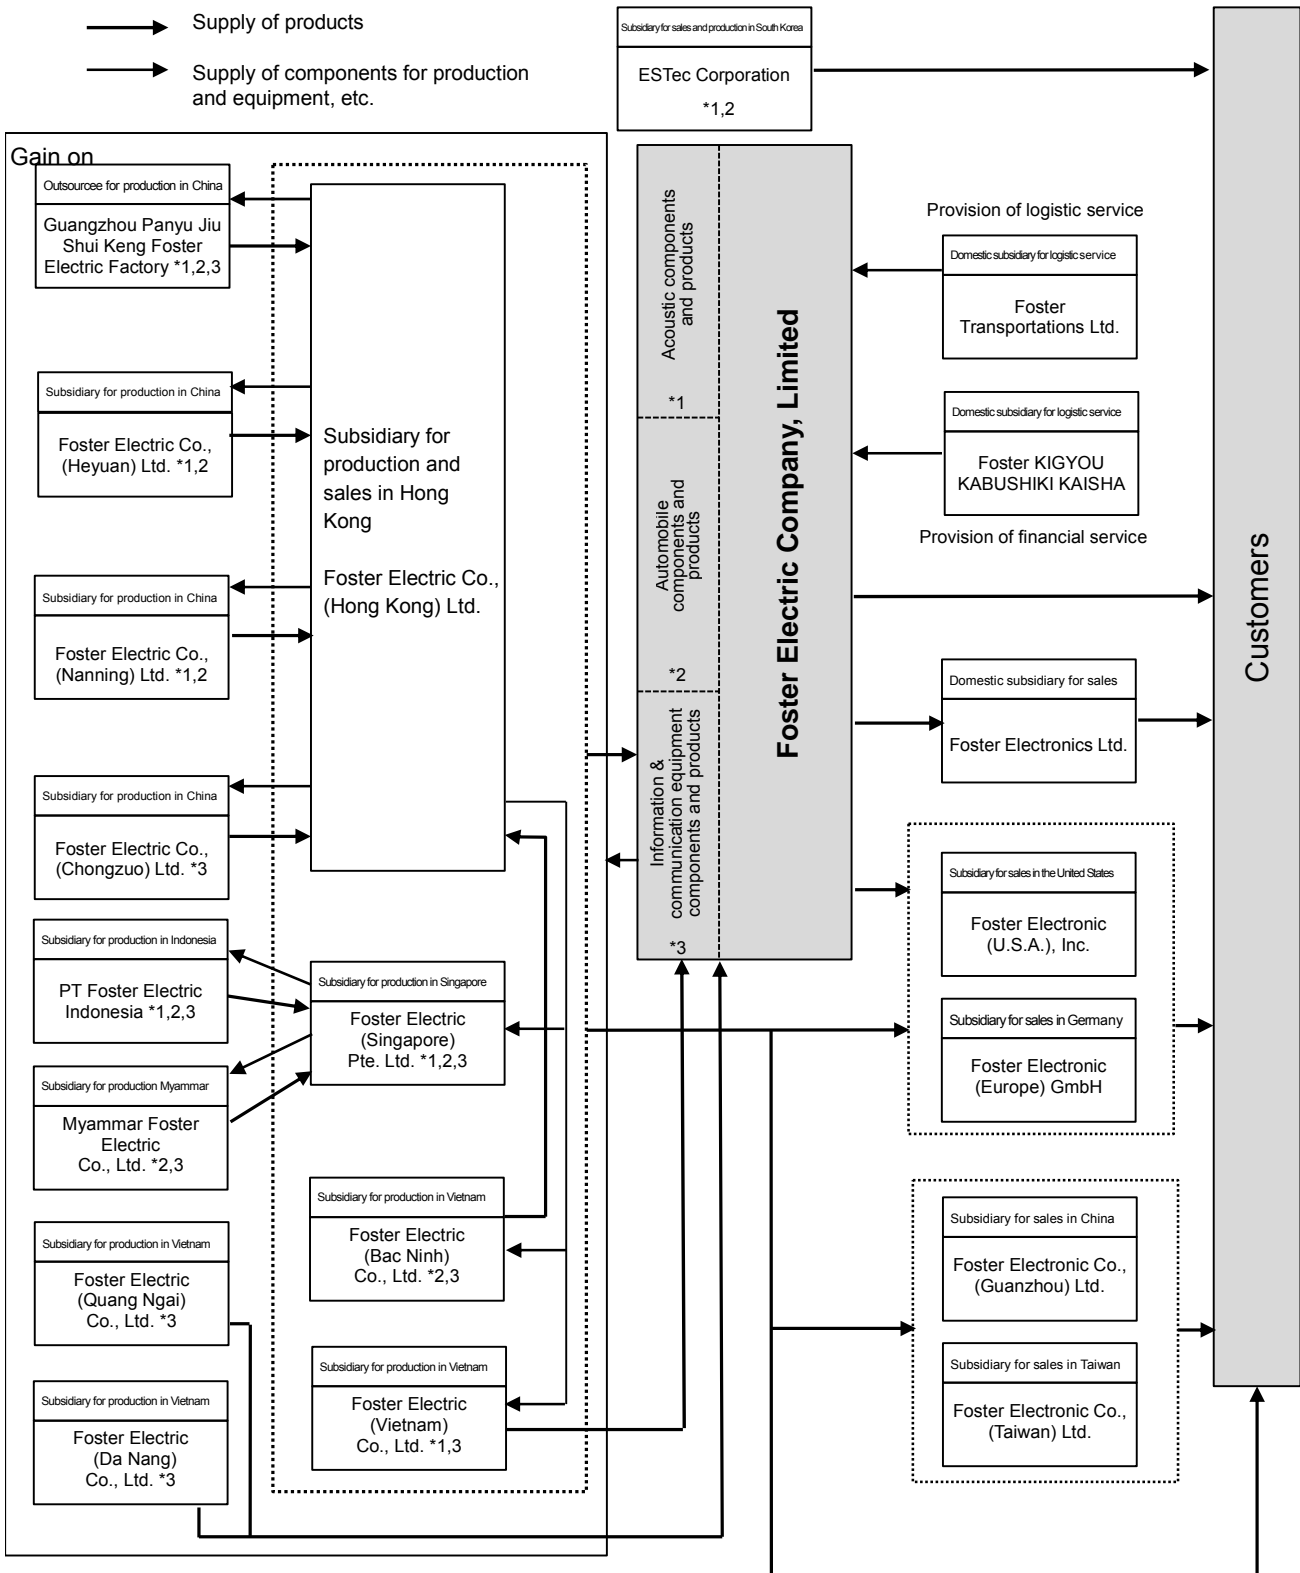 Supply of products
Supply of components for production
and equipment, etc.
Subsidiary for sales and production in South Korea
ESTec Corporation
*1,2
Gain on
Outsourcee for production in China
Guangzhou Panyu Jiu
Shui Keng Foster
Electric Factory *1,2,3
Subsidiary for production in China
Foster Electric Co.,
(Heyuan) Ltd. *1,2
Subsidiary for production in China
Foster Electric Co.,
(Nanning) Ltd. *1,2
Subsidiary for production in China
Foster Electric Co.,
(Chongzuo) Ltd. *3
Subsidiary for production in Indonesia
PT Foster Electric
Indonesia *1,2,3
Subsidiary for production Myammar
Myammar Foster
Electric
Co., Ltd. *2,3
Subsidiary for production in Vietnam
Foster Electric
(Quang Ngai)
Co., Ltd. *3
Subsidiary for production in Vietnam
Foster Electric
(Da Nang)
Co., Ltd. *3
Subsidiary for
production and
sales in Hong
Kong
Foster Electric Co.,
(Hong Kong) Ltd.
Subsidiary for production in Singapore
Foster Electric
(Singapore)
Pte. Ltd. *1,2,3
Subsidiary for production in Vietnam
Foster Electric
(Bac Ninh)
Co., Ltd. *2,3
Subsidiary for production in Vietnam
Foster Electric
(Vietnam)
Co., Ltd. *1,3
Acoustic components
and products
*1
Automobile
components and
products
*2
Information &
communication equipment
components and products
*3
Foster Electric Company, Limited
Provision of logistic service
Domestic subsidiary for logistic service
Foster
Transportations Ltd.
Domestic subsidiary for logistic service
Foster KIGYOU
KABUSHIKI KAISHA
Provision of financial service
Domestic subsidiary for sales
Foster Electronics Ltd.
Subsidiary for sales in the United States
Foster Electronic
(U.S.A.), Inc.
Subsidiary for sales in Germany
Foster Electronic
(Europe) GmbH
Subsidiary for sales in China
Foster Electronic Co.,
(Guanzhou) Ltd.
Subsidiary for sales in Taiwan
Foster Electronic Co.,
(Taiwan) Ltd.
Customers